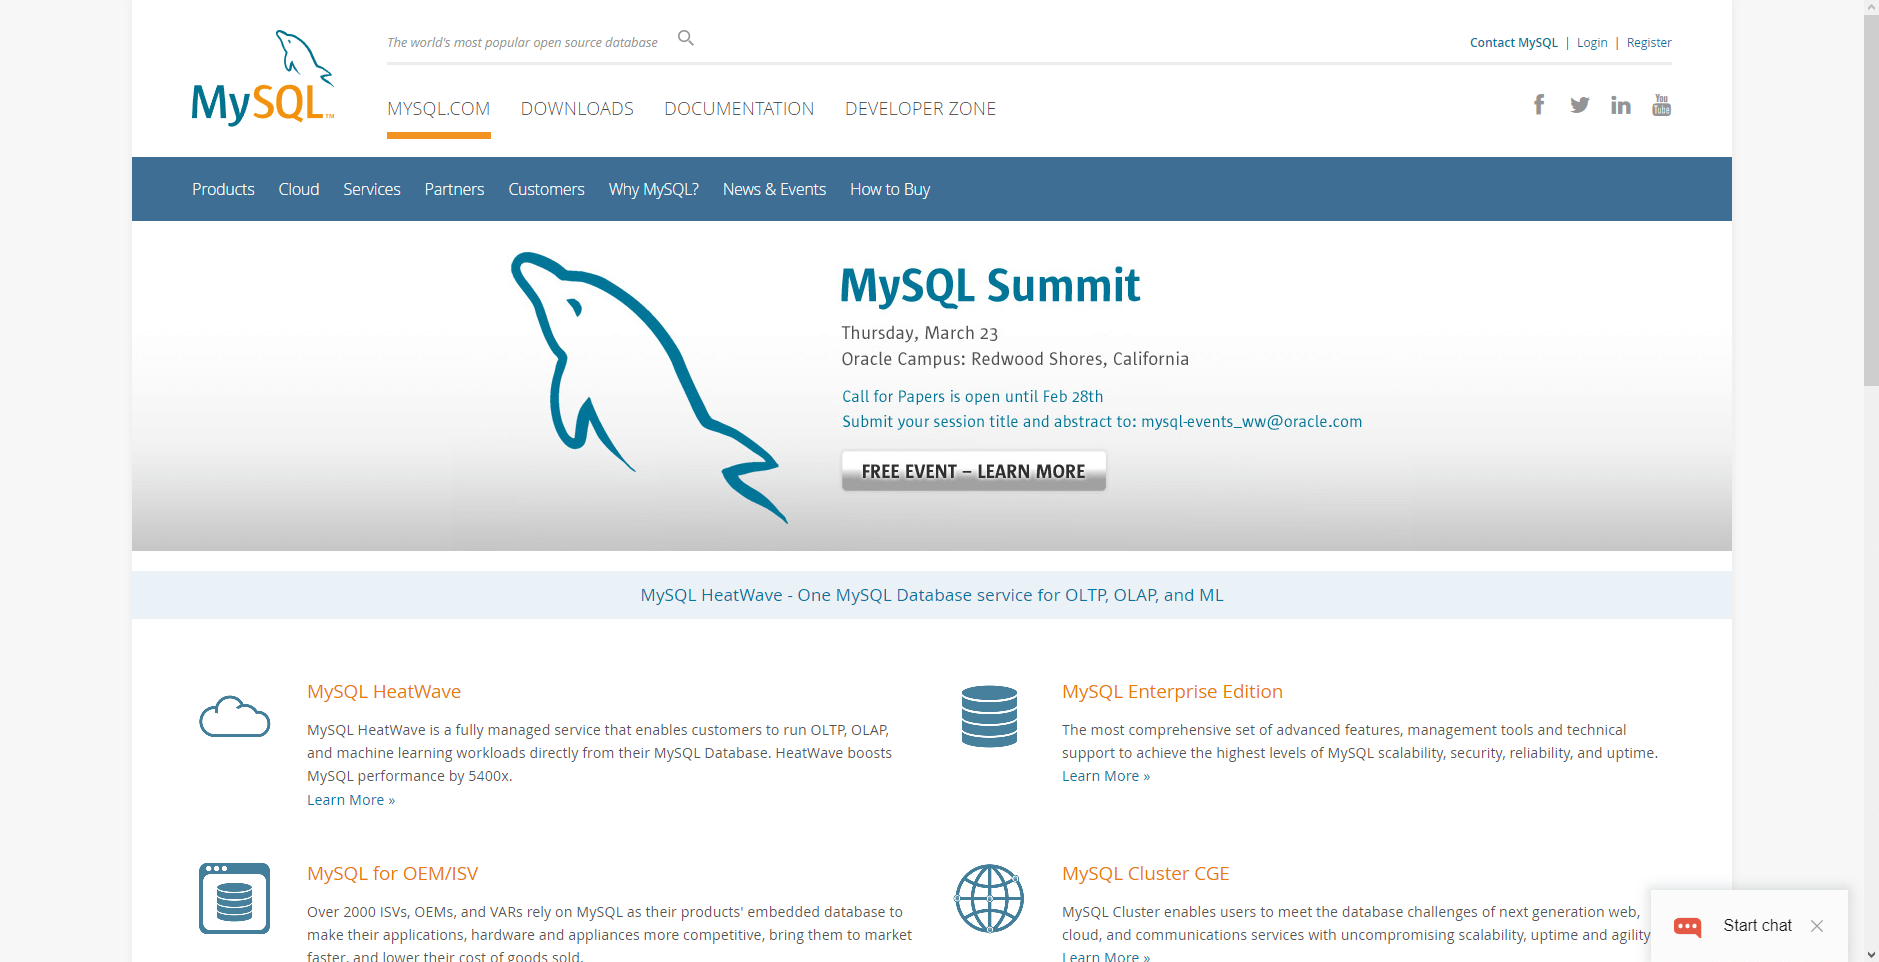 The world's most popular open source database
Contact MySQL | Login | Register
MySQL™
MYSQL.COM DOWNLOADS DOCUMENTATION DEVELOPER ZONE
You
Tube
Products Cloud Services Partners Customers Why MySQL? News & Events How to Buy
MySQL Summit
Thursday, March 23
Oracle Campus: Redwood Shores, California
Call for Papers is open until Feb 28th
Submit your session title and abstract to: mysql-events_ww@oracle.com
FREE EVENT – LEARN MORE
MySQL HeatWave - One MySQL Database service for OLTP, OLAP, and ML
MySQL HeatWave
MySQL HeatWave is a fully managed service that enables customers to run OLTP, OLAP,
and machine learning workloads directly from their MySQL Database. HeatWave boosts
MySQL performance by 5400x.
Learn More »
MySQL Enterprise Edition
The most comprehensive set of advanced features, management tools and technical
support to achieve the highest levels of MySQL scalability, security, reliability, and uptime.
Learn More »
MySQL for OEM/ISV
Over 2000 ISVs, OEMs, and VARs rely on MySQL as their products' embedded database to
make their applications, hardware and appliances more competitive, bring them to market
faster, and lower their cost of goods sold.
MySQL Cluster CGE
MySQL Cluster enables users to meet the database challenges of next generation web,
cloud, and communications services with uncompromising scalability, uptime and agility
Learn More »
Start chat